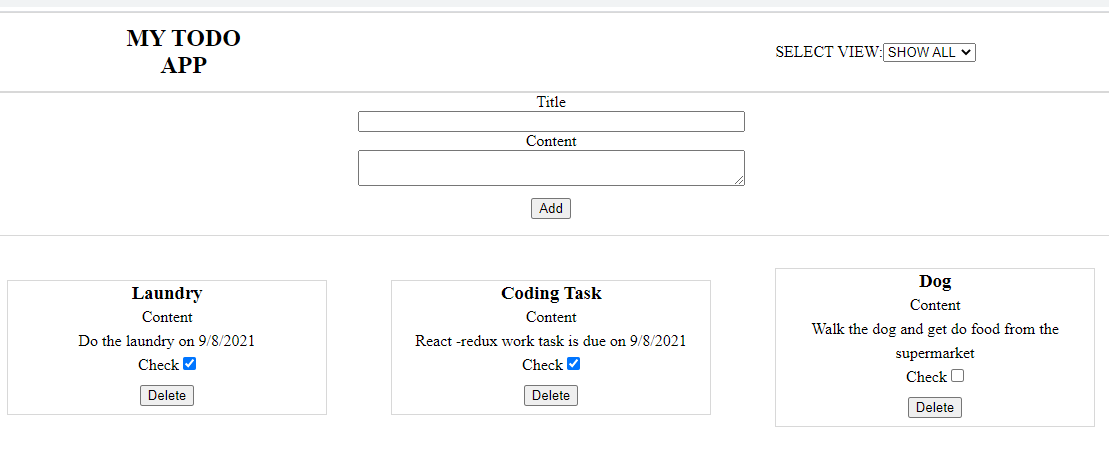 MY TODO
APP
SELECT VIEW:SHOW ALL
Title
Content
Add
Laundry
Content
Do the laundry on 9/8/2021
Check
Delete
Coding Task
Content
React -redux work task is due on 9/8/2021
Check
Delete
Dog
Content
Walk the dog and get do food from the
supermarket
Check
Delete